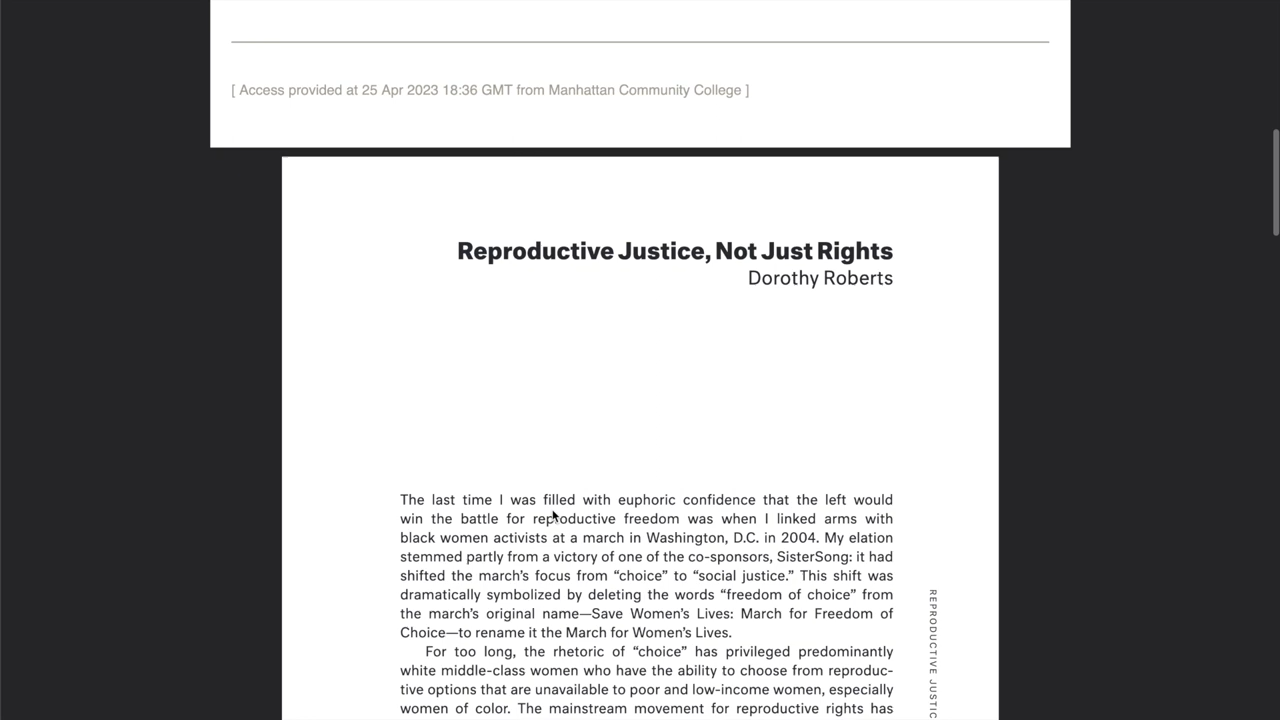 [ Access provided at 25 Apr 2023 18:36 GMT from Manhattan Community College ]
Reproductive Justice, Not Just Rights
Dorothy Roberts
The last time I was filled with euphoric confidence that the left would
win the battle for reproductive freedom was when I linked arms with
black women activists at a march in Washington, D.C. in 2004. My elation
stemmed partly from a victory of one of the co-sponsors, SisterSong: it had
shifted the march’s focus from “choice” to “social justice.” This shift was
dramatically symbolized by deleting the words “freedom of choice” from
the march’s original name—Save Women’s Lives: March for Freedom of
Choice—to rename it the March for Women’s Lives.
For too long, the rhetoric of “choice” has privileged predominantly
white middle-class women who have the ability to choose from reproduc-
tive options that are unavailable to poor and low-income women, especially
women of color. The mainstream movement for reproductive rights has
REPRODUCTIVE JUSTIC